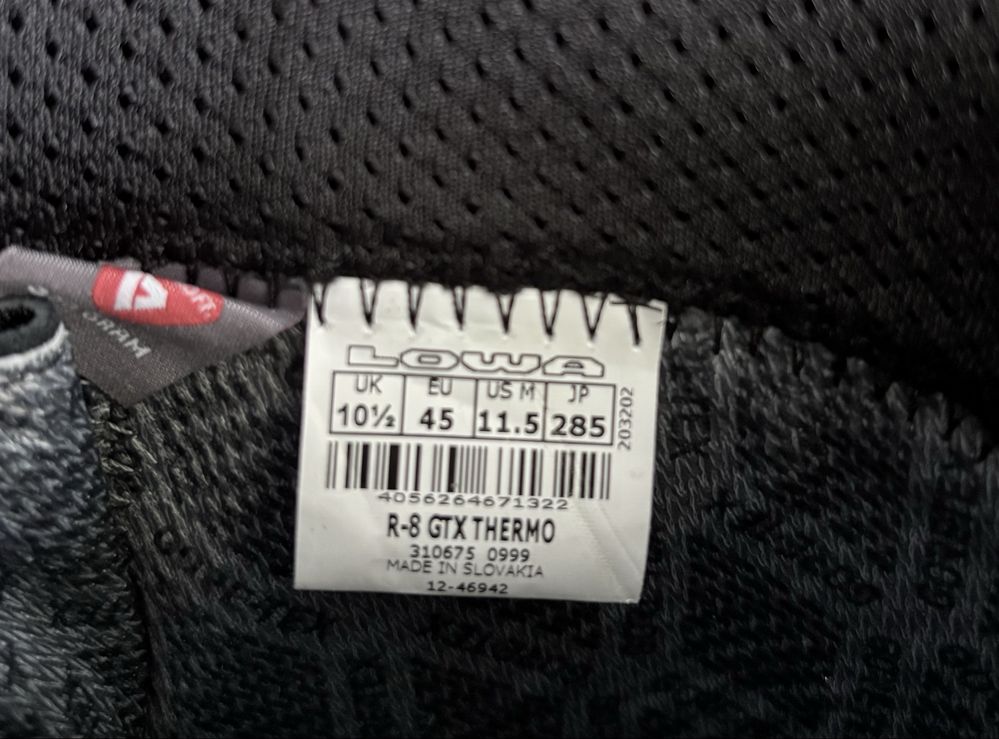 GRAM
LOWA
UK EU US M JP
10½ 45 11.5 285
203202
4056264671322
R-8 GTX THERMO
310675 0999
MADE IN SLOVAKIA
12-46942